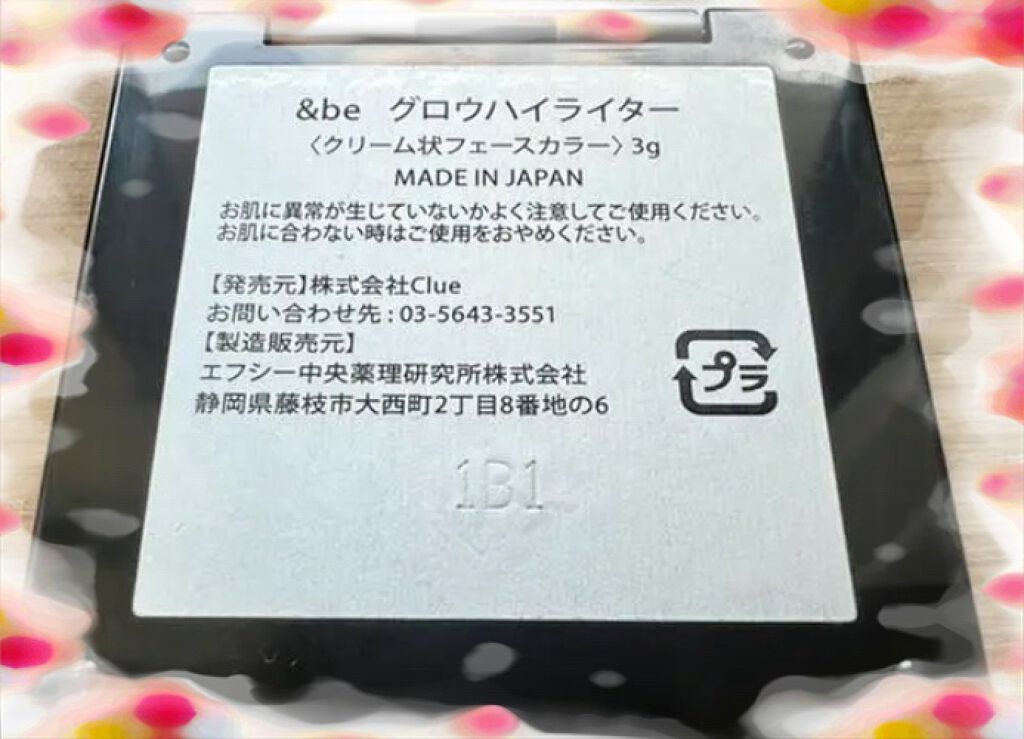 &be グロウハイライター
〈クリーム状フェースカラー〉3g
MADE IN JAPAN
お肌に異常が生じていないかよく注意してご使用ください。
お肌に合わない時はご使用をおやめください。
【発売元】株式会社Clue
お問い合わせ先:03-5643-3551
【製造販売元】
エフシー中央薬理研究所株式会社
静岡県藤枝市大西町2丁目8番地の6
プラ
1B1